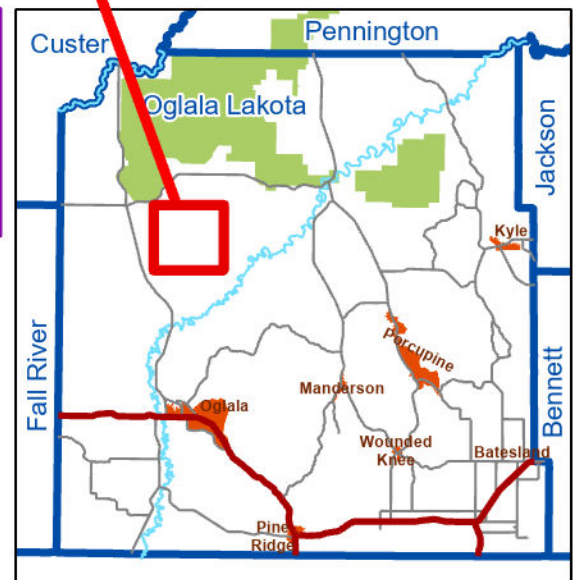 Pennington
Custer
Oglala Lakota
Jackson
Kyle
Fall River
Porcupine
Manderson
Oglala
Bennett
Wounded
Knee
Batesland
Pine
Ridge